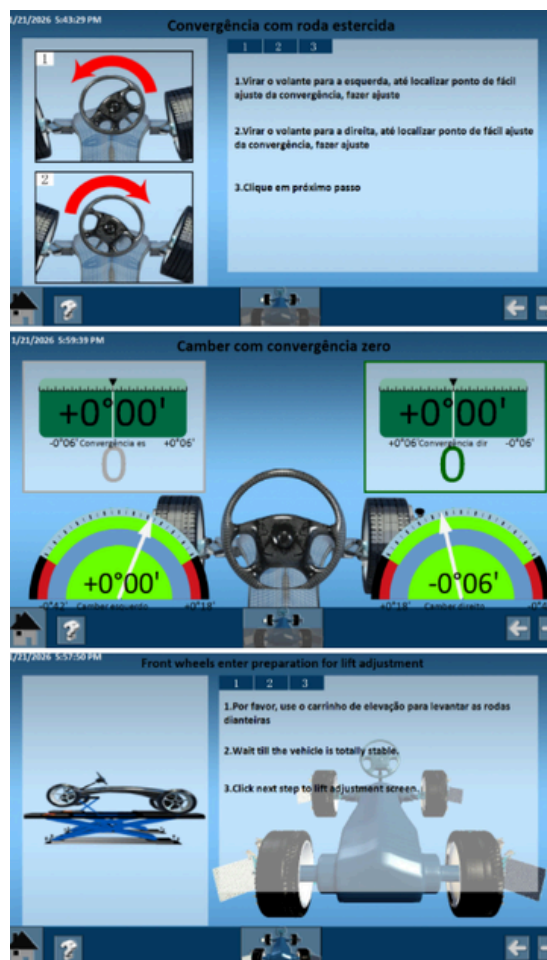 1/21/2026 5:43:29 PM
Convergência com roda estercida
1
1 2 3
1.Virar o volante para a esquerda, até localizar ponto de fácil
ajuste da convergência, fazer ajuste
2.Virar o volante para a direita, até localizar ponto de fácil ajuste
da convergência, fazer ajuste
3.Clique em próximo passo
2
?
1/21/2026 5:59:39 PM
Camber com convergência zero
+0°00'
-0°06' Convergência es +0°06'
0
+0°00'
+0°06' Convergência dir -0°06'
0
+0°00'
-0°42' Camber esquerdo +0°18'
-0°06'
+0°18' Camber direito -0°4
?
1/21/2026 5:57:50 PM
Front wheels enter preparation for lift adjustment
1 2 3
1.Por favor, use o carrinho de elevação para levantar as rodas
dianteiras
2.Wait till the vehicle is totally stable.
3.Click next step to lift adjustment screen.
?